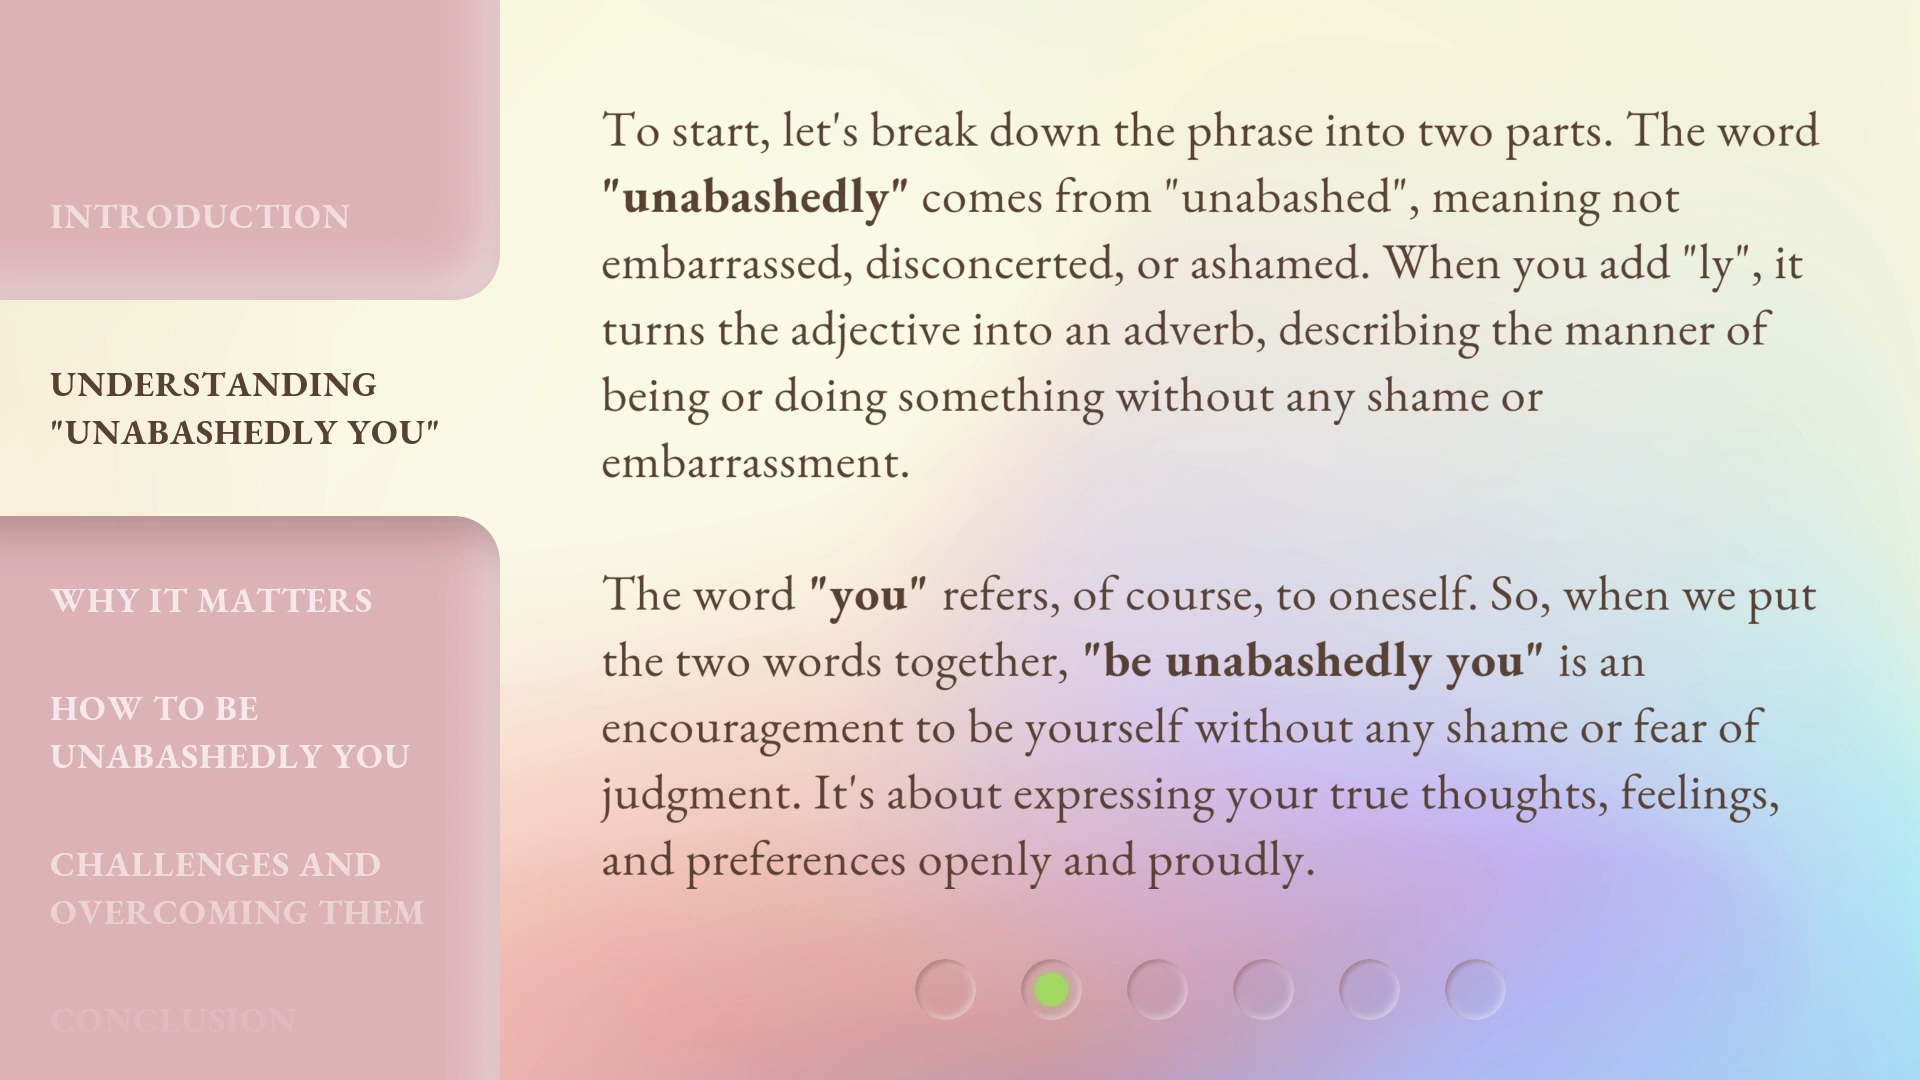 INTRODUCTION
UNDERSTANDING
"UNABASHEDLY YOU"
WHY IT MATTERS
HOW TO BE
UNABASHEDLY YOU
CHALLENGES AND
OVERCOMING THEM
CONCLUSION
To start, let's break down the phrase into two parts. The word
"unabashedly" comes from "unabashed", meaning not
embarrassed, disconcerted, or ashamed. When you add "ly", it
turns the adjective into an adverb, describing the manner of
being or doing something without any shame or
embarrassment.
The word "you" refers, of course, to oneself. So, when we put
the two words together, "be unabashedly you" is an
encouragement to be yourself without any shame or fear of
judgment. It's about expressing your true thoughts, feelings,
and preferences openly and proudly.